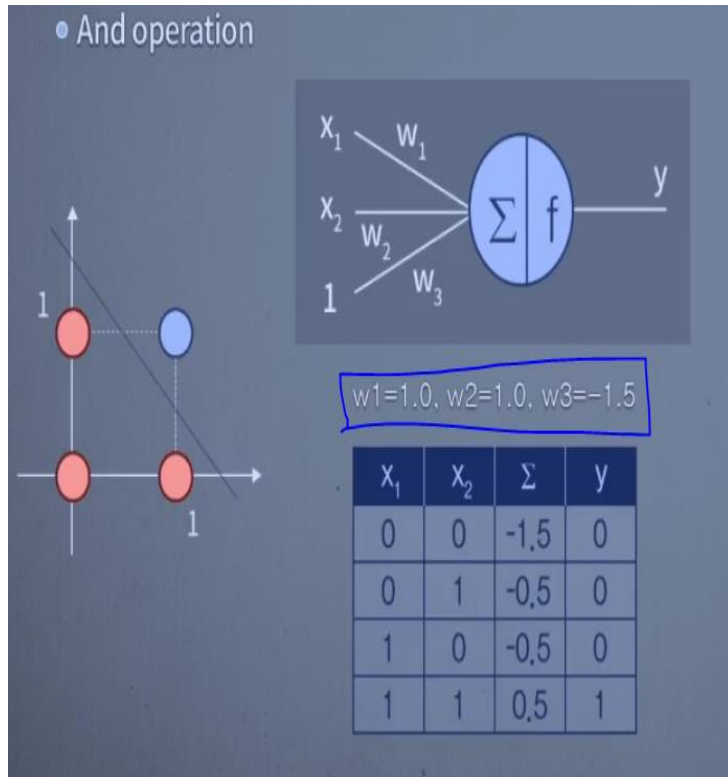 • And operation
x₁ w₁
x₂ w₂
1 w₃
Σ f y
1
1
w1=1.0, w2=1.0, w3=-1.5
x₁ x₂ Σ y
0 0 -1.5 0
0 1 -0.5 0
1 0 -0.5 0
1 1 0.5 1